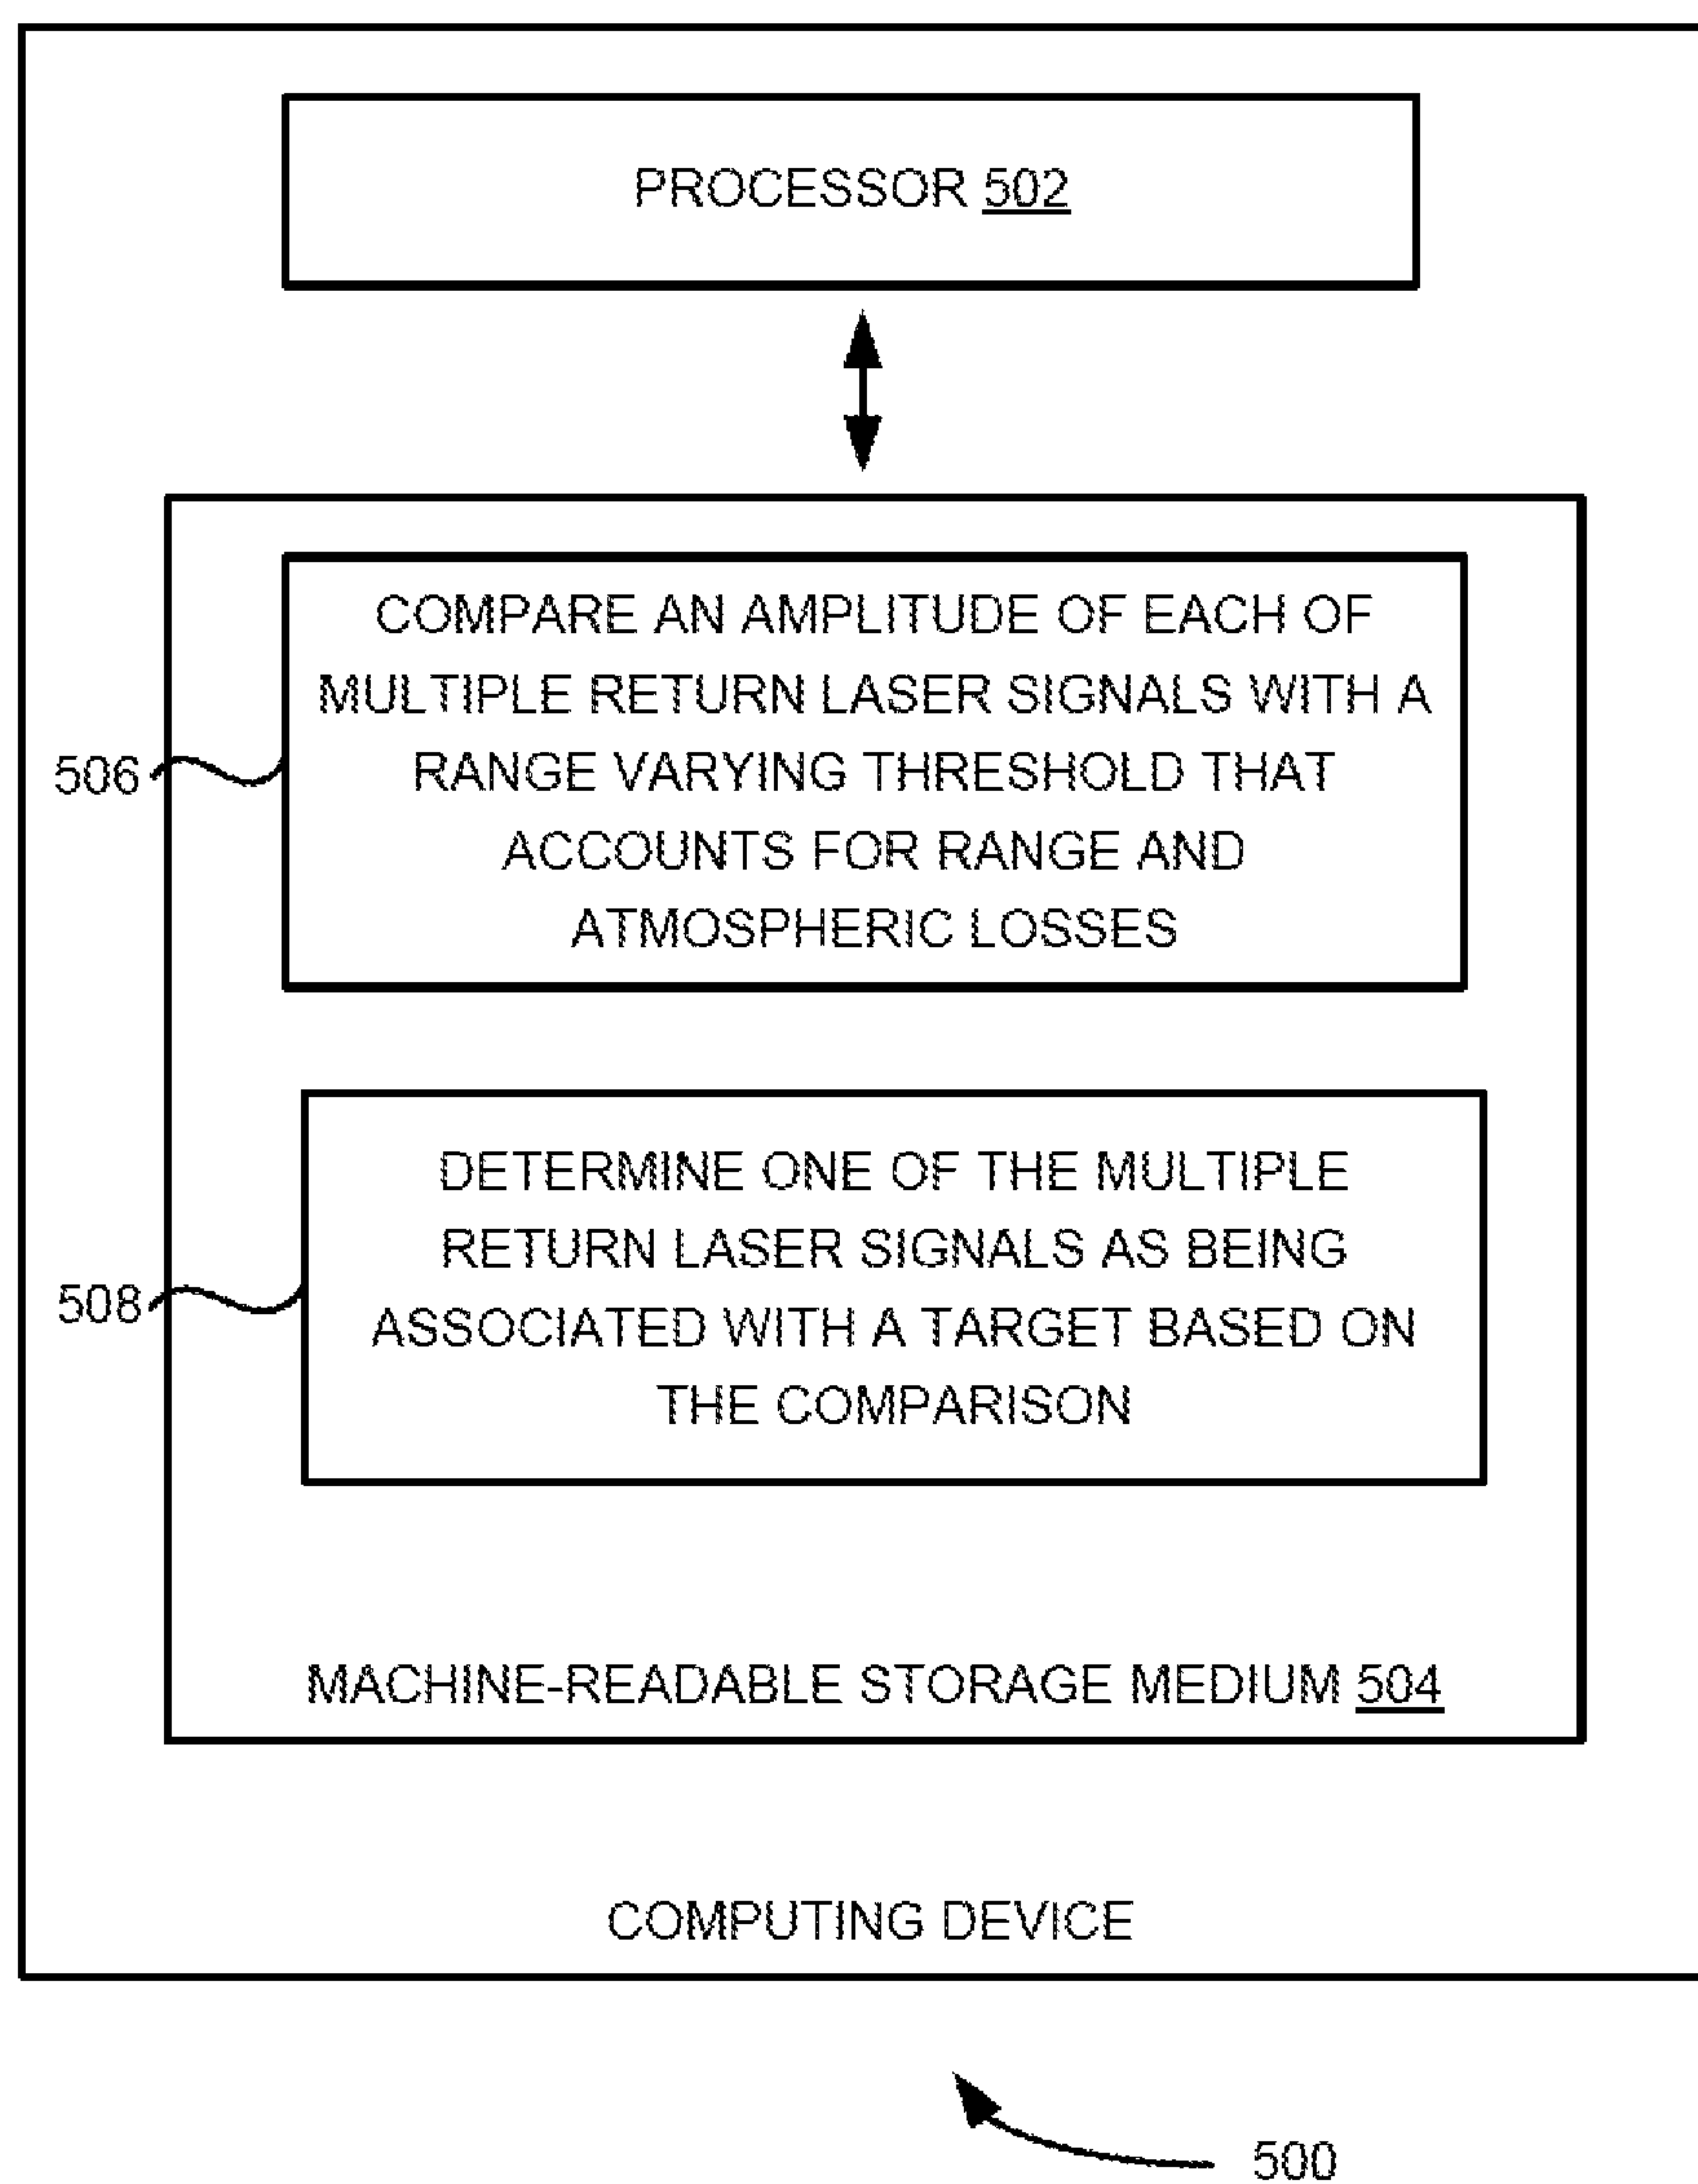 PROCESSOR 502
COMPARE AN AMPLITUDE OF EACH OF
MULTIPLE RETURN LASER SIGNALS WITH A
RANGE VARYING THRESHOLD THAT
ACCOUNTS FOR RANGE AND
ATMOSPHERIC LOSSES
506
DETERMINE ONE OF THE MULTIPLE
RETURN LASER SIGNALS AS BEING
ASSOCIATED WITH A TARGET BASED ON
THE COMPARISON
508
MACHINE-READABLE STORAGE MEDIUM 504
COMPUTING DEVICE
500